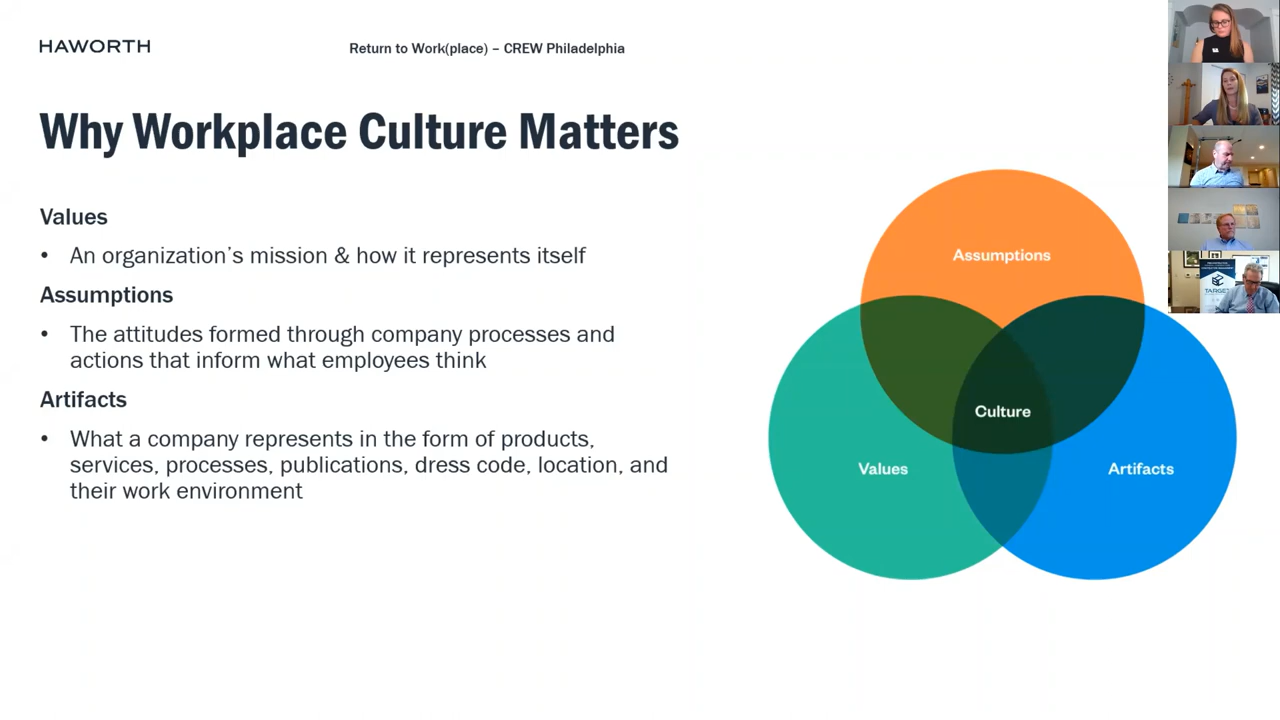 HAWORTH
Return to Work(place) – CREW Philadelphia
Why Workplace Culture Matters
Values
• An organization’s mission & how it represents itself
Assumptions
• The attitudes formed through company processes and
actions that inform what employees think
Artifacts
• What a company represents in the form of products,
services, processes, publications, dress code, location, and
their work environment
Assumptions
Culture
Values
Artifacts
TARGET